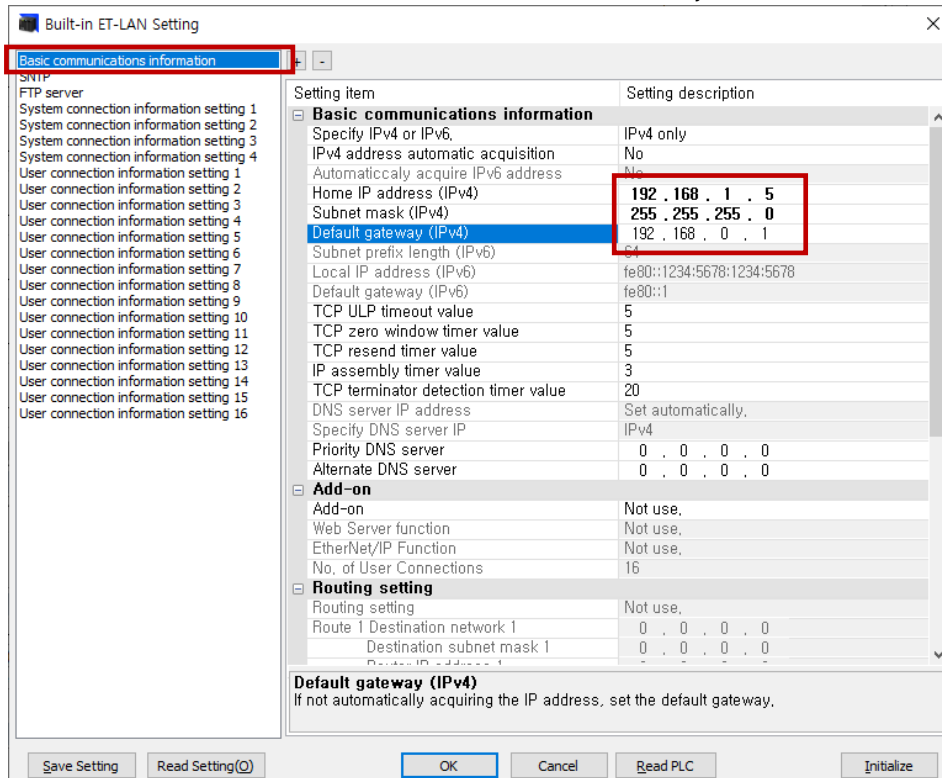 Built-in ET-LAN Setting
Basic communications information
+ -
SNTP
FTP server
System connection information setting 1
System connection information setting 2
System connection information setting 3
System connection information setting 4
User connection information setting 1
User connection information setting 2
User connection information setting 3
User connection information setting 4
User connection information setting 5
User connection information setting 6
User connection information setting 7
User connection information setting 8
User connection information setting 9
User connection information setting 10
User connection information setting 11
User connection information setting 12
User connection information setting 13
User connection information setting 14
User connection information setting 15
User connection information setting 16
Setting item Setting description
Basic communications information
Specify IPv4 or IPv6, IPv4 only
IPv4 address automatic acquisition No
Automaticcaly acquire IPv6 address No
Home IP address (IPv4) 192 . 168 . 1 . 5
Subnet mask (IPv4) 255 . 255 . 255 . 0
Default gateway (IPv4) 192 . 168 . 0 . 1
Subnet prefix length (IPv6) 64
Local IP address (IPv6) fe80::1234:5678:1234:5678
Default gateway (IPv6) fe80::1
TCP ULP timeout value 5
TCP zero window timer value 5
TCP resend timer value 5
IP assembly timer value 3
TCP terminator detection timer value 20
DNS server IP address Set automatically,
Specify DNS server IP IPv4
Priority DNS server 0 . 0 . 0 . 0
Alternate DNS server 0 . 0 . 0 . 0
Add-on
Add-on Not use,
Web Server function Not use,
EtherNet/IP Function Not use,
No, of User Connections 16
Routing setting
Routing setting Not use,
Route 1 Destination network 1 0 . 0 . 0 . 0
Destination subnet mask 1 0 . 0 . 0 . 0
Router IP address 1
Default gateway (IPv4)
If not automatically acquiring the IP address, set the default gateway,
Save Setting Read Setting(O) OK Cancel Read PLC Initialize